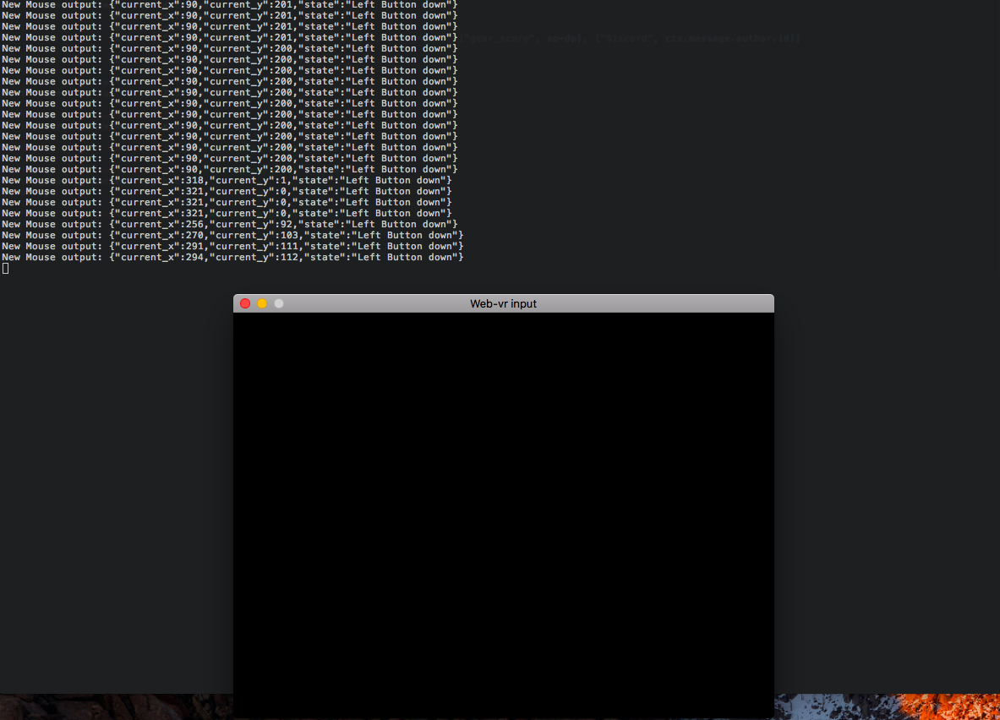 New Mouse output: {"current_x":90,"current_y":201,"state":"Left Button down"}
New Mouse output: {"current_x":90,"current_y":201,"state":"Left Button down"}
New Mouse output: {"current_x":90,"current_y":201,"state":"Left Button down"}
New Mouse output: {"current_x":90,"current_y":201,"state":"Left Button down"}
New Mouse output: {"current_x":90,"current_y":200,"state":"Left Button down"}
New Mouse output: {"current_x":90,"current_y":200,"state":"Left Button down"}
New Mouse output: {"current_x":90,"current_y":200,"state":"Left Button down"}
New Mouse output: {"current_x":90,"current_y":200,"state":"Left Button down"}
New Mouse output: {"current_x":90,"current_y":200,"state":"Left Button down"}
New Mouse output: {"current_x":90,"current_y":200,"state":"Left Button down"}
New Mouse output: {"current_x":90,"current_y":200,"state":"Left Button down"}
New Mouse output: {"current_x":90,"current_y":200,"state":"Left Button down"}
New Mouse output: {"current_x":90,"current_y":200,"state":"Left Button down"}
New Mouse output: {"current_x":90,"current_y":200,"state":"Left Button down"}
New Mouse output: {"current_x":90,"current_y":200,"state":"Left Button down"}
New Mouse output: {"current_x":90,"current_y":200,"state":"Left Button down"}
New Mouse output: {"current_x":318,"current_y":1,"state":"Left Button down"}
New Mouse output: {"current_x":321,"current_y":0,"state":"Left Button down"}
New Mouse output: {"current_x":321,"current_y":0,"state":"Left Button down"}
New Mouse output: {"current_x":321,"current_y":0,"state":"Left Button down"}
New Mouse output: {"current_x":256,"current_y":92,"state":"Left Button down"}
New Mouse output: {"current_x":270,"current_y":103,"state":"Left Button down"}
New Mouse output: {"current_x":291,"current_y":111,"state":"Left Button down"}
New Mouse output: {"current_x":294,"current_y":112,"state":"Left Button down"}
Web-vr input